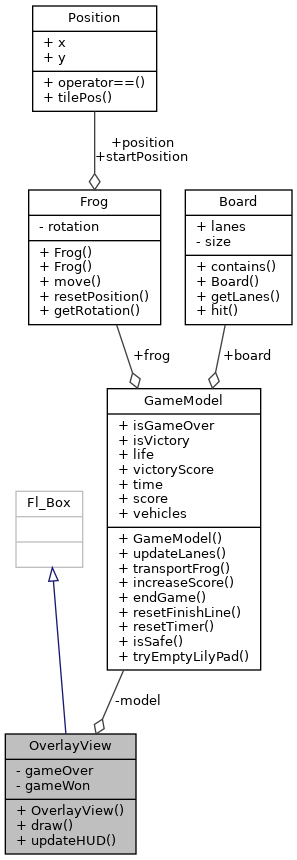 Position
+ x
+ y
+ operator==()
+ tilePos()
+position
+startPosition
Frog
- rotation
+ Frog()
+ Frog()
+ move()
+ resetPosition()
+ getRotation()
Board
+ lanes
- size
+ contains()
+ Board()
+ getLanes()
+ hit()
+frog
+board
GameModel
+ isGameOver
+ isVictory
+ life
+ victoryScore
+ time
+ score
+ vehicles
+ GameModel()
+ updateLanes()
+ transportFrog()
+ increaseScore()
+ endGame()
+ resetFinishLine()
+ resetTimer()
+ isSafe()
+ tryEmptyLilyPad()
Fl_Box
-model
OverlayView
- gameOver
- gameWon
+ OverlayView()
+ draw()
+ updateHUD()